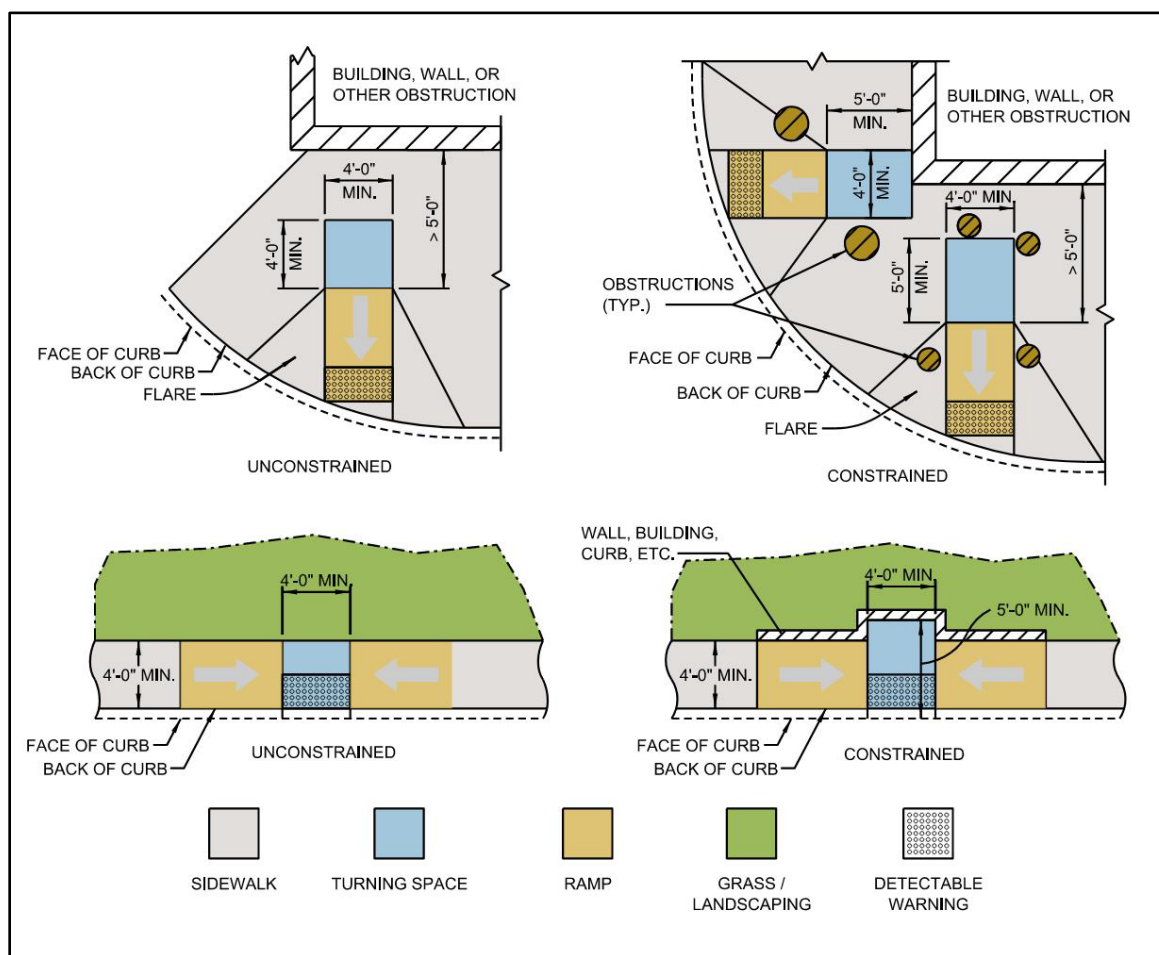 BUILDING, WALL, OR
OTHER OBSTRUCTION
4'-0"
MIN.
> 5'-0"
4'-0"
MIN.
FACE OF CURB
BACK OF CURB
FLARE
UNCONSTRAINED
5'-0"
MIN.
BUILDING, WALL, OR
OTHER OBSTRUCTION
4'-0"
MIN.
4'-0"
MIN.
> 5'-0"
5'-0"
MIN.
OBSTRUCTIONS
(TYP.)
FACE OF CURB
BACK OF CURB
FLARE
CONSTRAINED
4'-0" MIN.
4'-0" MIN.
FACE OF CURB
BACK OF CURB
UNCONSTRAINED
WALL, BUILDING,
CURB, ETC.
4'-0" MIN.
5'-0" MIN.
4'-0" MIN.
FACE OF CURB
BACK OF CURB
CONSTRAINED
SIDEWALK
TURNING SPACE
RAMP
GRASS /
LANDSCAPING
DETECTABLE
WARNING